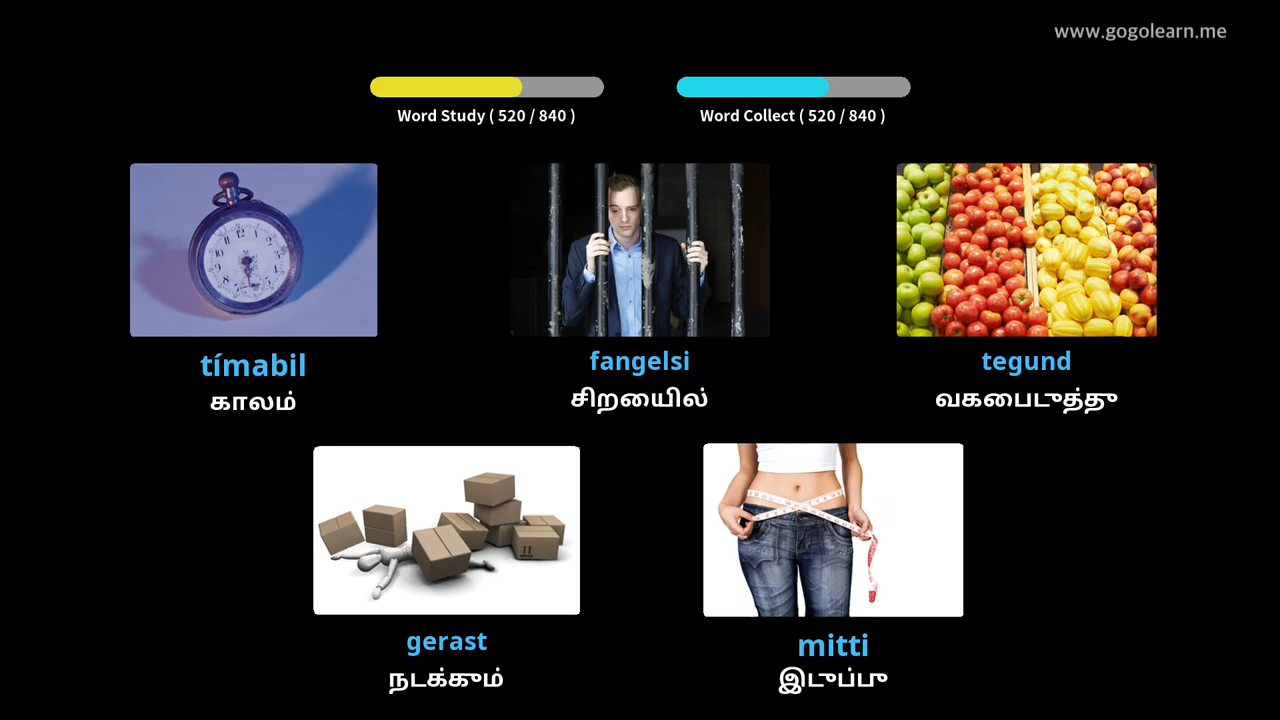 www.gogolearn.me
Word Study ( 520 / 840 )
Word Collect ( 520 / 840 )
tímabil
காலம்
fangelsi
சிறையில்
tegund
வகைபடுத்து
gerast
நடக்கும்
mitti
இடுப்பு